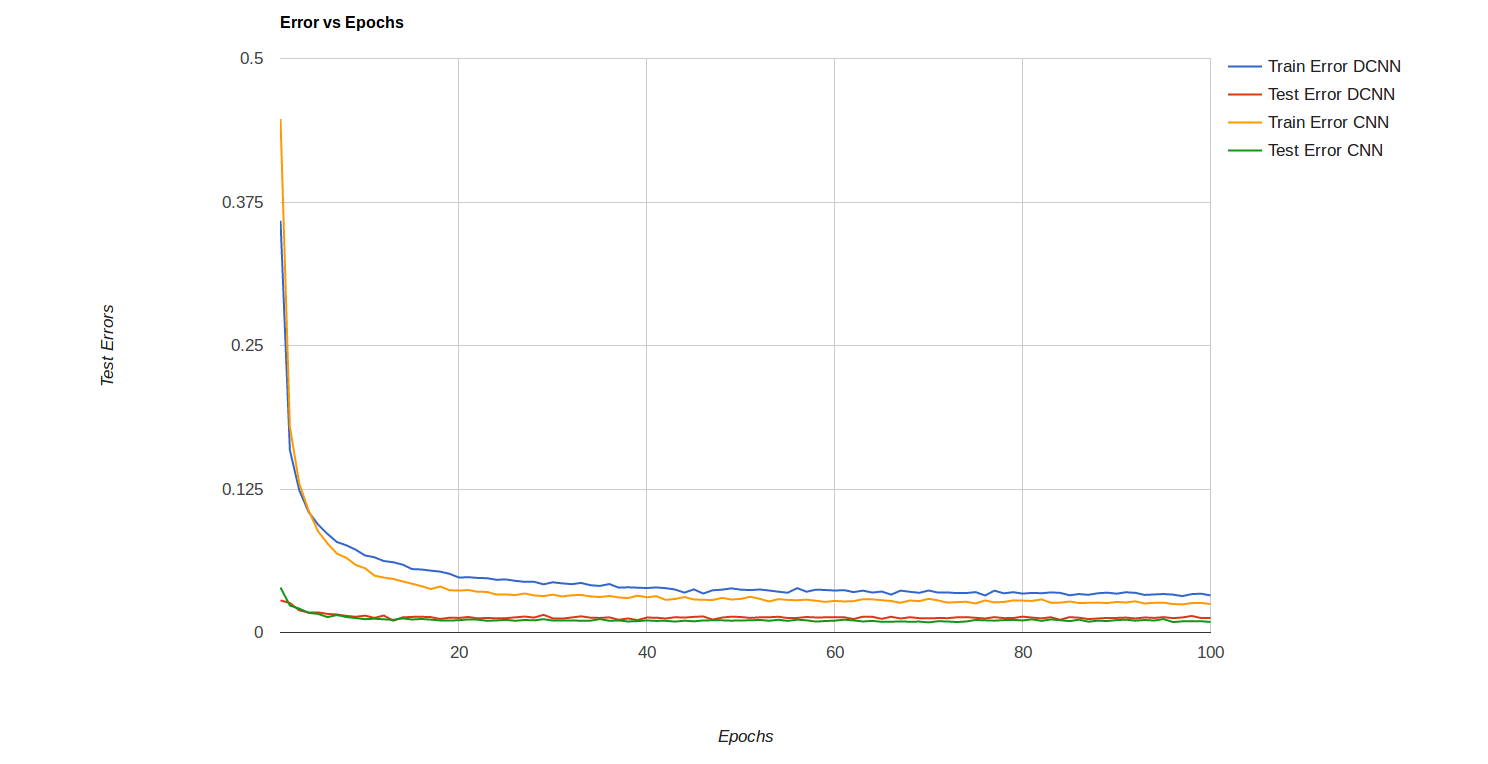 Error vs Epochs
0.5
0.375
0.25
0.125
0
Test Errors
20
40
60
80
100
Epochs
Train Error DCNN
Test Error DCNN
Train Error CNN
Test Error CNN